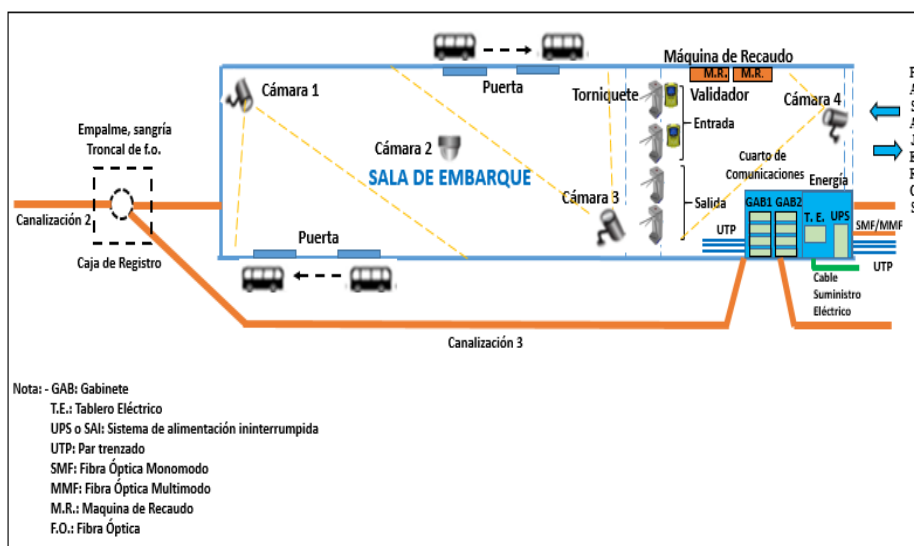 Máquina de Recaudo
M.R. M.R.
Puerta
Torniquete
Validador
Cámara 1
Cámara 4
Empalme, sangría
Troncal de f.o.
Entrada
Cámara 2
SALA DE EMBARQUE
Cuarto de
Comunicaciones
Energía
Cámara 3
Salida
GAB1 GAB2
T. E. UPS
Canalización 2
SMF/MMF
UTP
Puerta
Caja de Registro
UTP
Cable
Suministro
Eléctrico
Canalización 3
Nota: - GAB: Gabinete
T.E.: Tablero Eléctrico
UPS o SAI: Sistema de alimentación ininterrumpida
UTP: Par trenzado
SMF: Fibra Óptica Monomodo
MMF: Fibra Óptica Multimodo
M.R.: Maquina de Recaudo
F.O.: Fibra Óptica